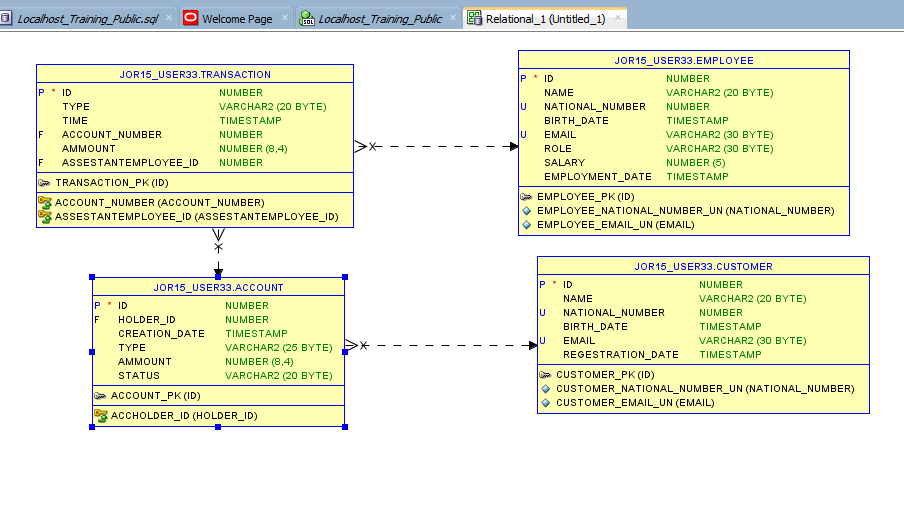 Localhost_Training_Public.sql
Welcome Page
Localhost_Training_Public
Relational_1 (Untitled_1)
JOR15_USER33.TRANSACTION
P * ID NUMBER
TYPE VARCHAR2 (20 BYTE)
TIME TIMESTAMP
F ACCOUNT_NUMBER NUMBER
AMMOUNT NUMBER (8,4)
F ASSESTANTEMPLOYEE_ID NUMBER
TRANSACTION_PK (ID)
ACCOUNT_NUMBER (ACCOUNT_NUMBER)
ASSESTANTEMPLOYEE_ID (ASSESTANTEMPLOYEE_ID)
JOR15_USER33.EMPLOYEE
P * ID NUMBER
NAME VARCHAR2 (20 BYTE)
U NATIONAL_NUMBER NUMBER
BIRTH_DATE TIMESTAMP
U EMAIL VARCHAR2 (30 BYTE)
ROLE VARCHAR2 (30 BYTE)
SALARY NUMBER (5)
EMPLOYMENT_DATE TIMESTAMP
EMPLOYEE_PK (ID)
EMPLOYEE_NATIONAL_NUMBER_UN (NATIONAL_NUMBER)
EMPLOYEE_EMAIL_UN (EMAIL)
JOR15_USER33.ACCOUNT
P * ID NUMBER
F HOLDER_ID NUMBER
CREATION_DATE TIMESTAMP
TYPE VARCHAR2 (25 BYTE)
AMMOUNT NUMBER (8,4)
STATUS VARCHAR2 (20 BYTE)
ACCOUNT_PK (ID)
ACCHOLDER_ID (HOLDER_ID)
JOR15_USER33.CUSTOMER
P * ID NUMBER
NAME VARCHAR2 (20 BYTE)
U NATIONAL_NUMBER NUMBER
BIRTH_DATE TIMESTAMP
U EMAIL VARCHAR2 (30 BYTE)
REGESTRATION_DATE TIMESTAMP
CUSTOMER_PK (ID)
CUSTOMER_NATIONAL_NUMBER_UN (NATIONAL_NUMBER)
CUSTOMER_EMAIL_UN (EMAIL)